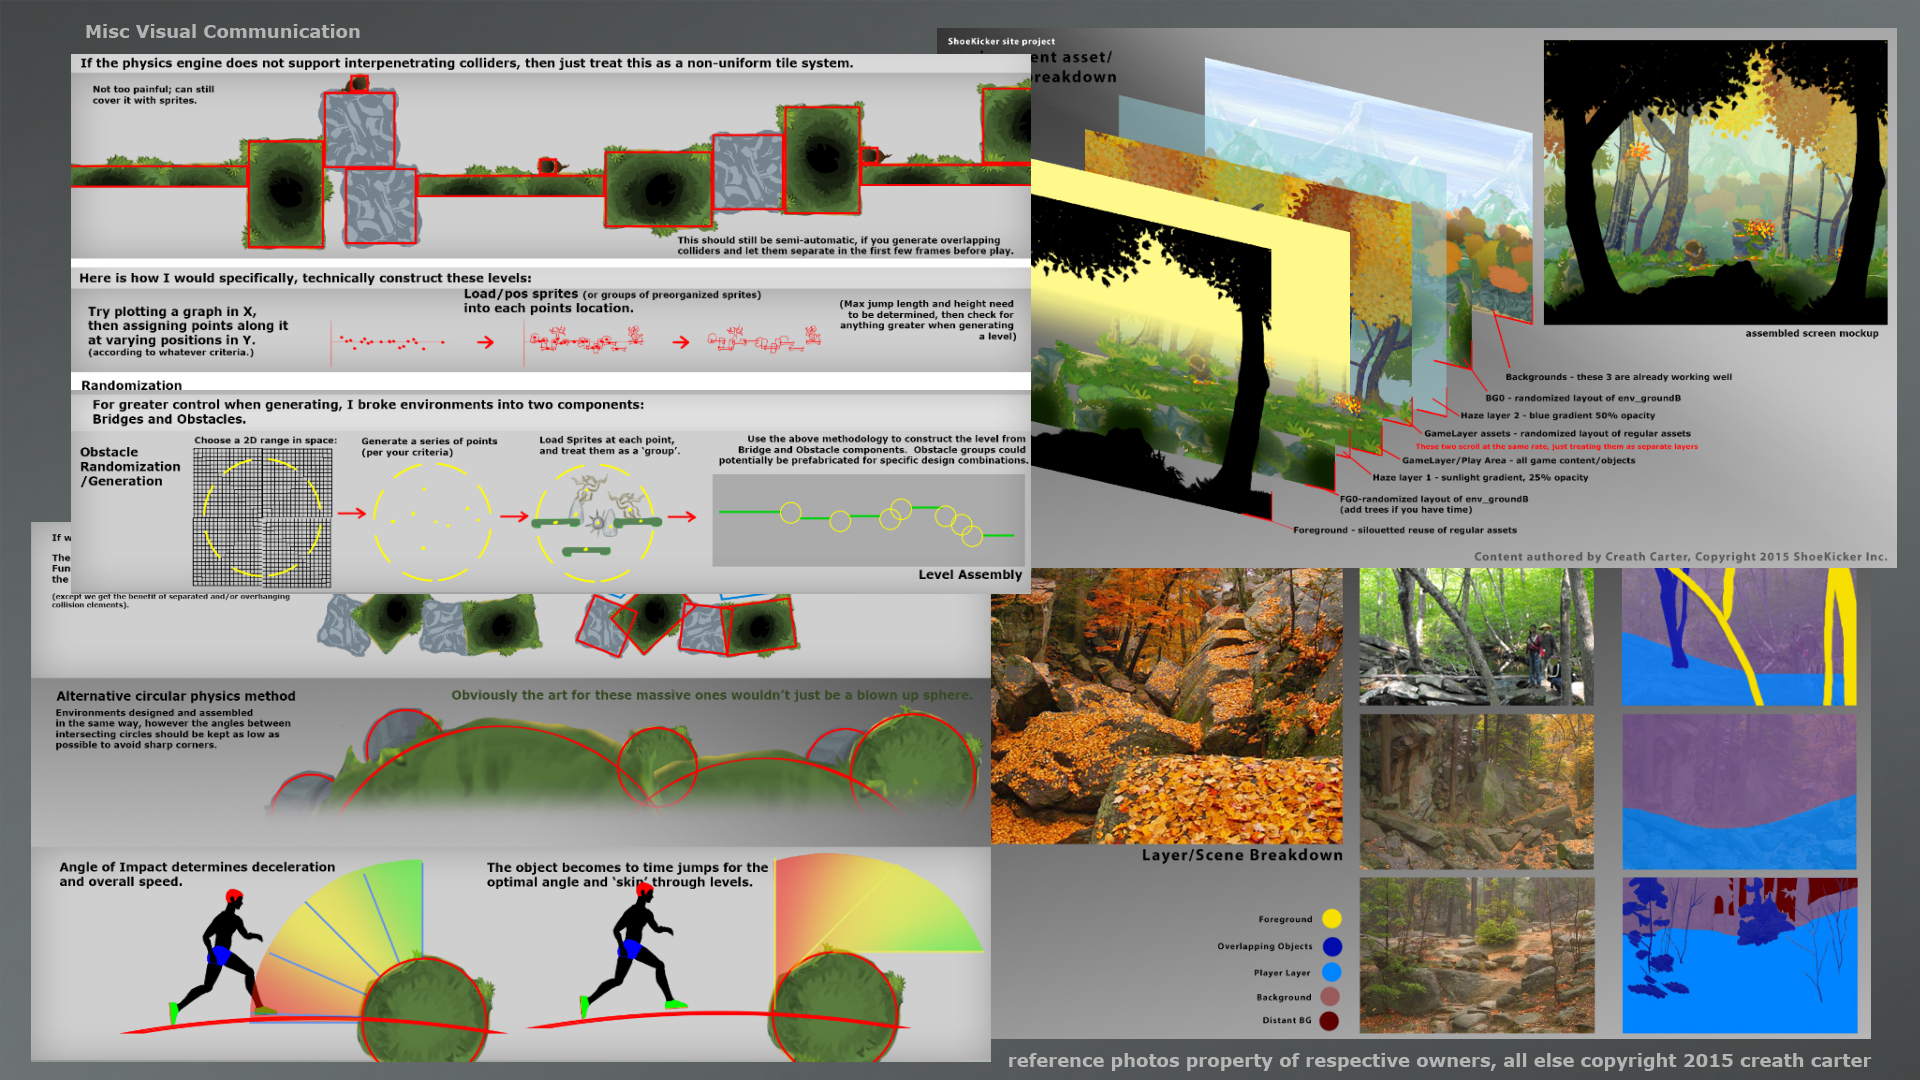 Misc Visual Communication
If the physics engine does not support interpenetrating colliders, then just treat this as a non-uniform tile system.
Not too painful; can still
cover it with sprites.
This should still be semi-automatic, if you generate overlapping
colliders and let them separate in the first few frames before play.
Here is how I would specifically, technically construct these levels:
Try plotting a graph in X,
then assigning points along it
at varying positions in Y.
(according to whatever criteria.)
Load/pos sprites (or groups of preorganized sprites)
into each points location.
(Max jump length and height need
to be determined, then check for
anything greater when generating
a level)
Randomization
For greater control when generating, I broke environments into two components:
Bridges and Obstacles.
Obstacle
Randomization
/Generation
Choose a 2D range in space:
Generate a series of points
(per your criteria)
Load Sprites at each point,
and treat them as a ‘group’.
Use the above methodology to construct the level from
Bridge and Obstacle components. Obstacle groups could
potentially be prefabricated for specific design combinations.
Level Assembly
If w
The
Fun
the
(except we get the benefit of separated and/or overhanging
collision elements).
Alternative circular physics method
Environments designed and assembled
in the same way, however the angles between
intersecting circles should be kept as low as
possible to avoid sharp corners.
Obviously the art for these massive ones wouldn’t just be a blown up sphere.
Angle of Impact determines deceleration
and overall speed.
The object becomes to time jumps for the
optimal angle and ‘skip’ through levels.
ShoeKicker site project
ent asset/
reakdown
assembled screen mockup
Backgrounds - these 3 are already working well
BG0 - randomized layout of env_groundB
Haze layer 2 - blue gradient 50% opacity
GameLayer assets - randomized layout of regular assets
These two scroll at the same rate, just treating them as separate layers
GameLayer/Play Area - all game content/objects
Haze layer 1 - sunlight gradient, 25% opacity
FG0-randomized layout of env_groundB
(add trees if you have time)
Foreground - silouetted reuse of regular assets
Content authored by Creath Carter, Copyright 2015 ShoeKicker Inc.
Layer/Scene Breakdown
Foreground
Overlapping Objects
Player Layer
Background
Distant BG
reference photos property of respective owners, all else copyright 2015 creath carter